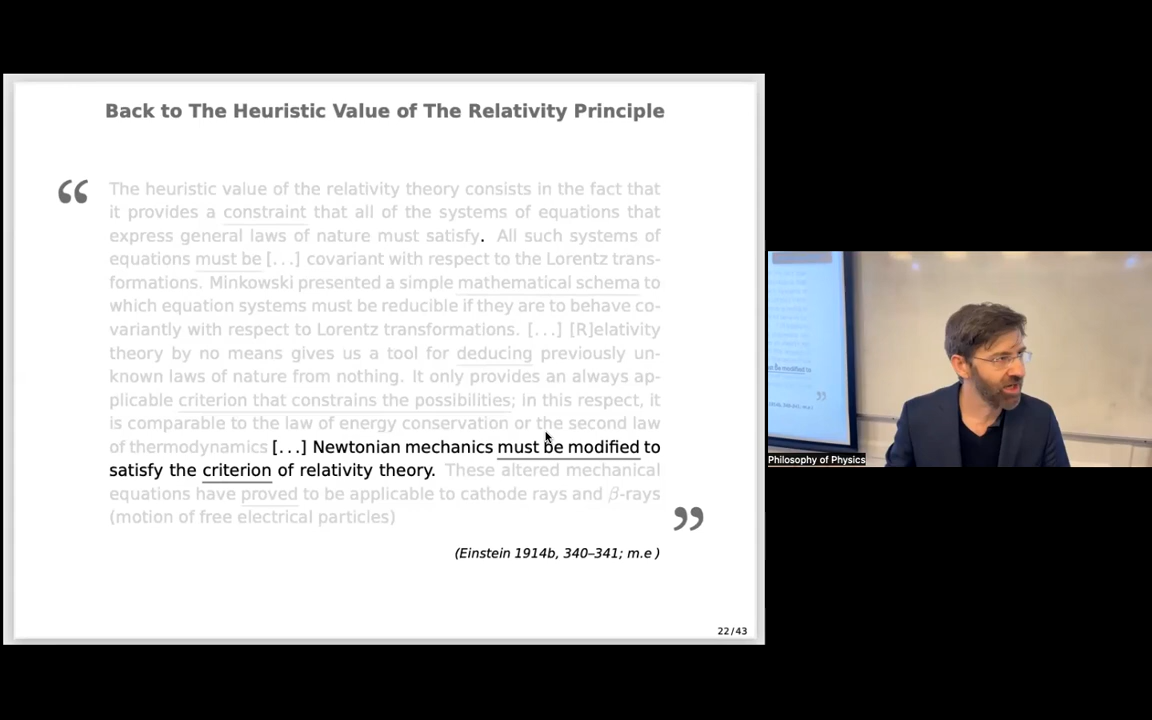 Back to The Heuristic Value of The Relativity Principle
“ The heuristic value of the relativity theory consists in the fact that
it provides a constraint that all of the systems of equations that
express general laws of nature must satisfy. All such systems of
equations must be [...] covariant with respect to the Lorentz trans-
formations. Minkowski presented a simple mathematical schema to
which equation systems must be reducible if they are to behave co-
variantly with respect to Lorentz transformations. [...] [R]elativity
theory by no means gives us a tool for deducing previously un-
known laws of nature from nothing. It only provides an always ap-
plicable criterion that constrains the possibilities; in this respect, it
is comparable to the law of energy conservation or the second law
of thermodynamics [...] Newtonian mechanics must be modified to
satisfy the criterion of relativity theory. These altered mechanical
equations have proved to be applicable to cathode rays and β-rays
(motion of free electrical particles) ”
(Einstein 1914b, 340–341; m.e )
22/43
Philosophy of Physics